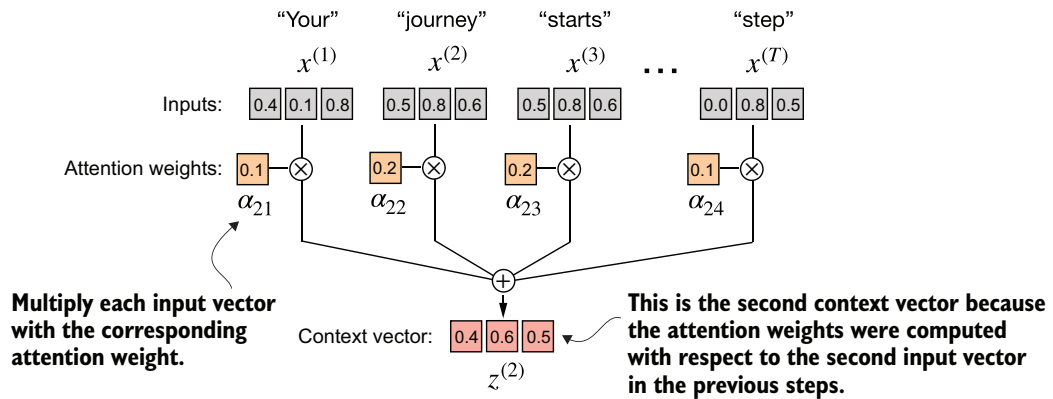 “Your” “journey” “starts” “step”
x(1) x(2) x(3) ... x(T)
Inputs: 0.4 0.1 0.8 0.5 0.8 0.6 0.5 0.8 0.6 0.0 0.8 0.5
Attention weights: 0.1 × 0.2 × 0.2 × 0.1 ×
α21 α22 α23 α24
+
Multiply each input vector
with the corresponding
attention weight.
Context vector: 0.4 0.6 0.5
z(2)
This is the second context vector because
the attention weights were computed
with respect to the second input vector
in the previous steps.